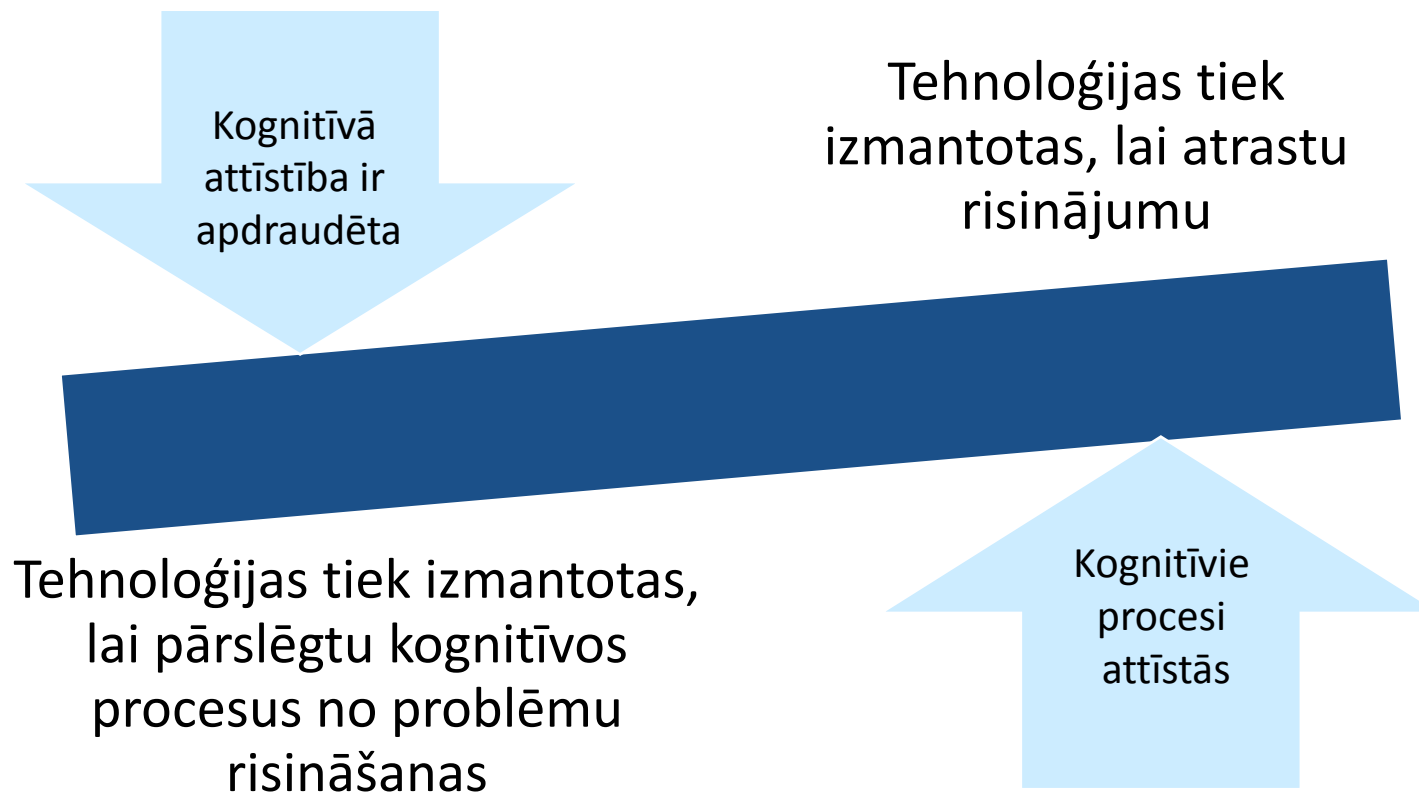 Kognitīvā
attīstība ir
apdraudēta
Tehnoloģijas tiek
izmantotas, lai atrastu
risinājumu
Tehnoloģijas tiek izmantotas,
lai pārslēgtu kognitīvos
procesus no problēmu
risināšanas
Kognitīvie
procesi
attīstās